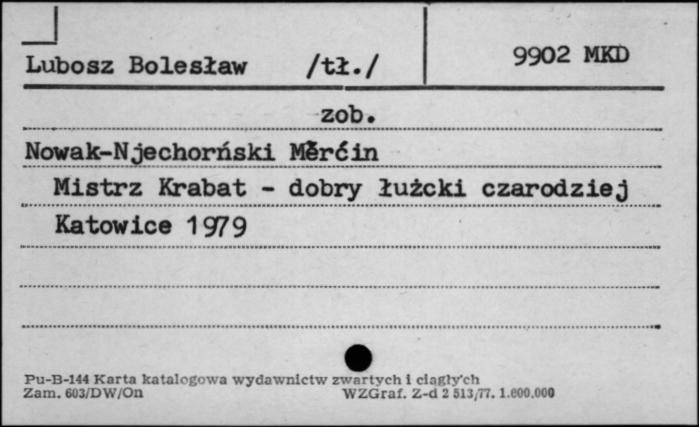 Lubosz Bolesław /tł./ 9902 MKD
zob.
Nowak-Njechorński Měrćin
Mistrz Krabat - dobry łużcki czarodziej
Katowice 1979
Pu-B-144 Karta katalogowa wydawnictw zwartych i ciągłych
Zam. 603/DW/On WZGraf. Z-d 2 513/77. 1.000.000